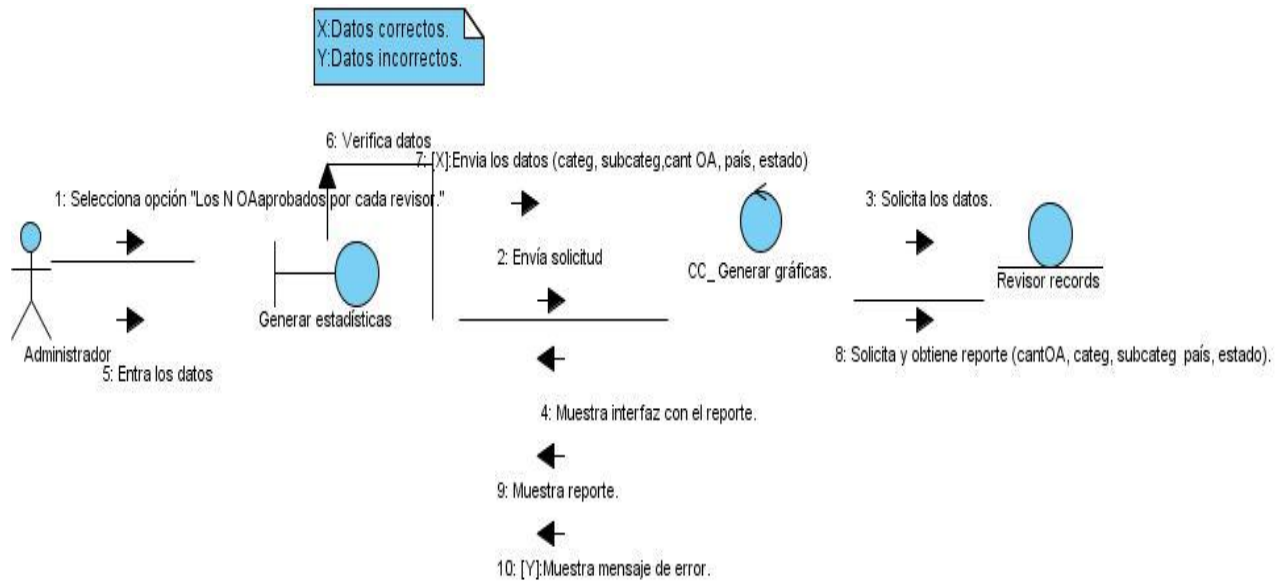 X:Datos correctos.
Y:Datos incorrectos.
6: Verifica datos
7: [X]:Envia los datos (categ, subcateg,cant OA, país, estado)
1: Selecciona opción "Los N OAaprobados por cada revisor."
3: Solicita los datos.
2: Envía solicitud
CC_ Generar gráficas.
Revisor records
Generar estadísticas
Administrador
5: Entra los datos
8: Solicita y obtiene reporte (cantOA, categ, subcateg país, estado).
4: Muestra interfaz con el reporte.
9: Muestra reporte.
10: [Y]:Muestra mensaje de error.